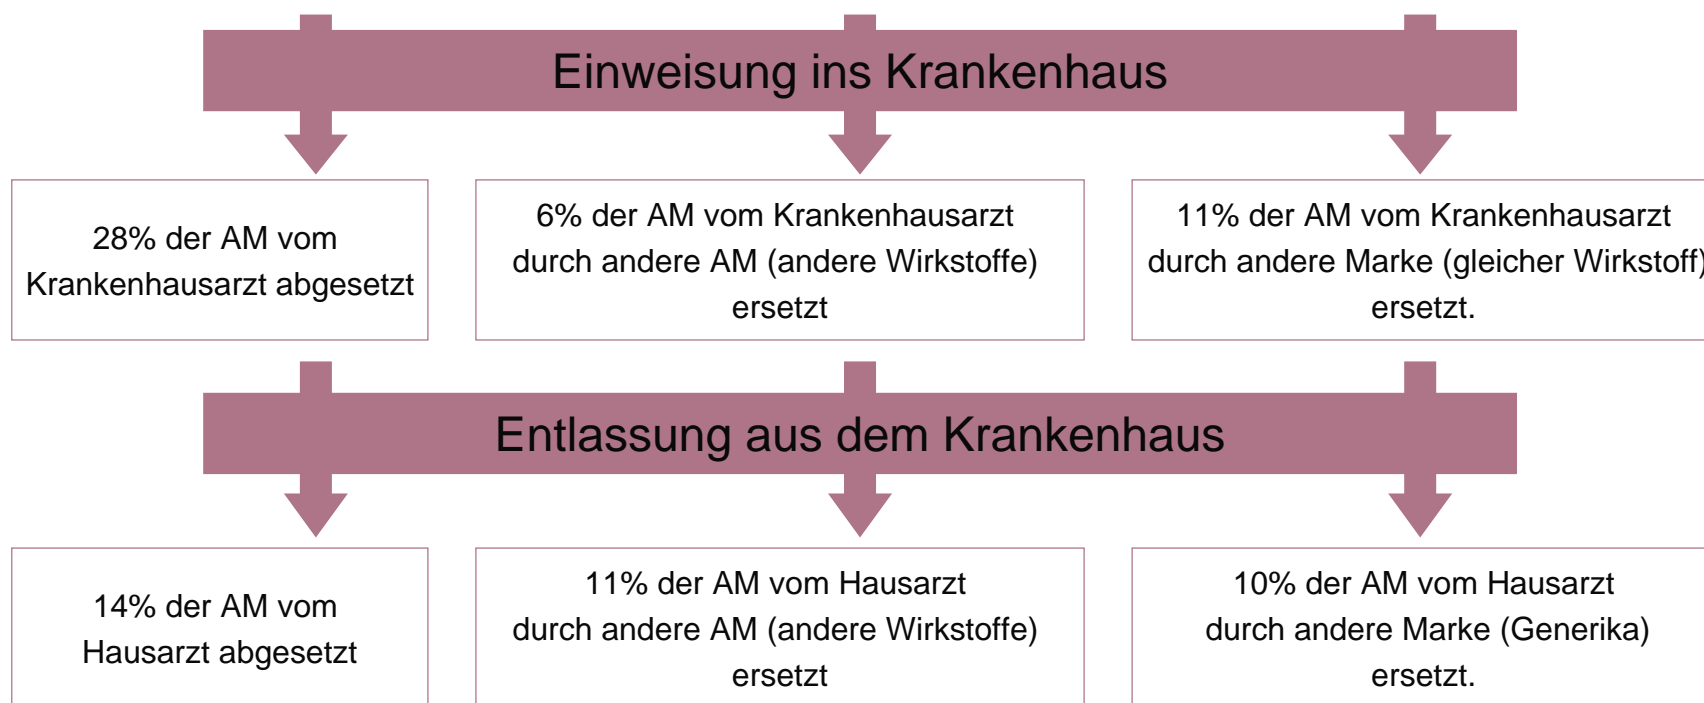 Einweisung ins Krankenhaus
28% der AM vom
Krankenhausarzt abgesetzt
6% der AM vom Krankenhausarzt
durch andere AM (andere Wirkstoffe)
ersetzt
11% der AM vom Krankenhausarzt
durch andere Marke (gleicher Wirkstoff)
ersetzt.
Entlassung aus dem Krankenhaus
14% der AM vom
Hausarzt abgesetzt
11% der AM vom Hausarzt
durch andere AM (andere Wirkstoffe)
ersetzt
10% der AM vom Hausarzt
durch andere Marke (Generika)
ersetzt.